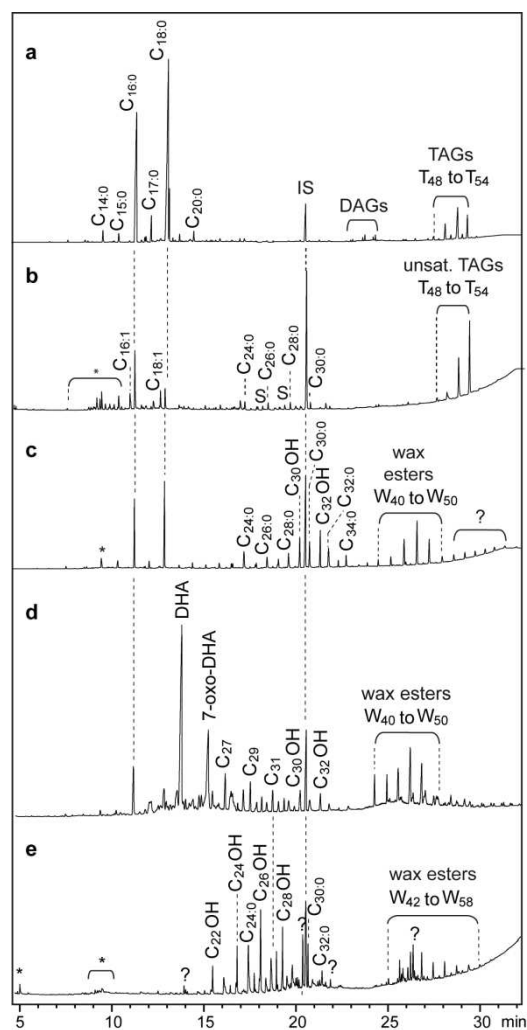 a
C14:0
C15:0
C16:0
C17:0
C18:0
C20:0
IS
DAGs
TAGs
T48 to T54
b
*
C16:1
C18:1
C24:0
S
C26:0
S
C28:0
C30:0
unsat. TAGs
T48 to T54
c
*
C24:0
C26:0
C28:0
C30OH
C30:0
C32OH
C32:0
C34:0
wax
esters
W40 to W50
?
d
DHA
7-oxo-DHA
C27
C29
C31
C30OH
C32OH
wax esters
W40 to W50
e
*
*
?
C22OH
C24OH
C24:0
C26OH
C28OH
?
C30:0
C32:0
?
wax esters
W42 to W58
?
5 10 15 20 25 30 min